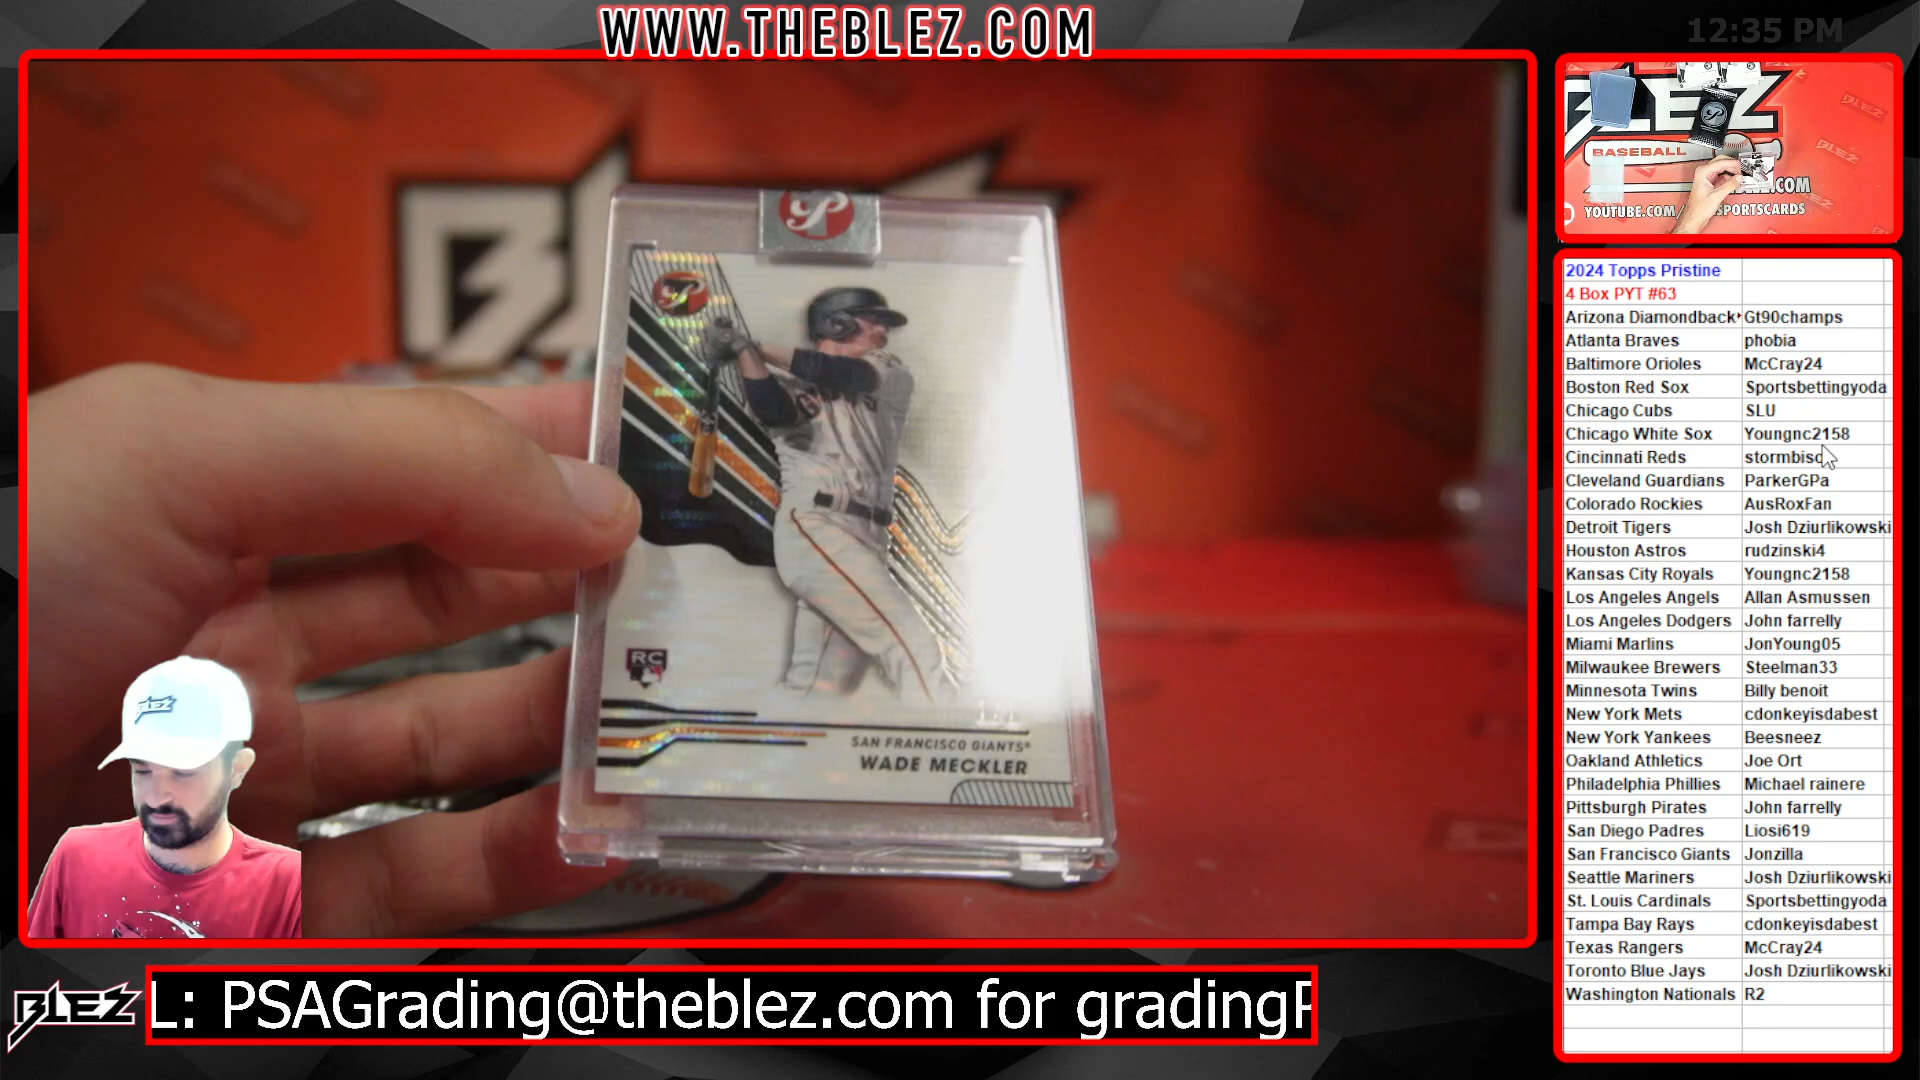 WWW.THEBLEZ.COM
12:35 PM
BLEZ
BASEBALL
.COM
YOUTUBE.COM/
SPORTSCARDS
P
P
GIANTS
RC
1/1
SAN FRANCISCO GIANTS
WADE MECKLER
BLEZ
2024 Topps Pristine
4 Box PYT #63
Arizona Diamondback Gt90champs
Atlanta Braves phobia
Baltimore Orioles McCray24
Boston Red Sox Sportsbettingyoda
Chicago Cubs SLU
Chicago White Sox Youngnc2158
Cincinnati Reds stormbisc
Cleveland Guardians ParkerGPa
Colorado Rockies AusRoxFan
Detroit Tigers Josh Dziurlikowski
Houston Astros rudzinski4
Kansas City Royals Youngnc2158
Los Angeles Angels Allan Asmussen
Los Angeles Dodgers John farrelly
Miami Marlins JonYoung05
Milwaukee Brewers Steelman33
Minnesota Twins Billy benoit
New York Mets cdonkeyisdabest
New York Yankees Beesneez
Oakland Athletics Joe Ort
Philadelphia Phillies Michael rainere
Pittsburgh Pirates John farrelly
San Diego Padres Liosi619
San Francisco Giants Jonzilla
Seattle Mariners Josh Dziurlikowski
St. Louis Cardinals Sportsbettingyoda
Tampa Bay Rays cdonkeyisdabest
Texas Rangers McCray24
Toronto Blue Jays Josh Dziurlikowski
Washington Nationals R2
BLEZ
L: PSAGrading@theblez.com for gradingP